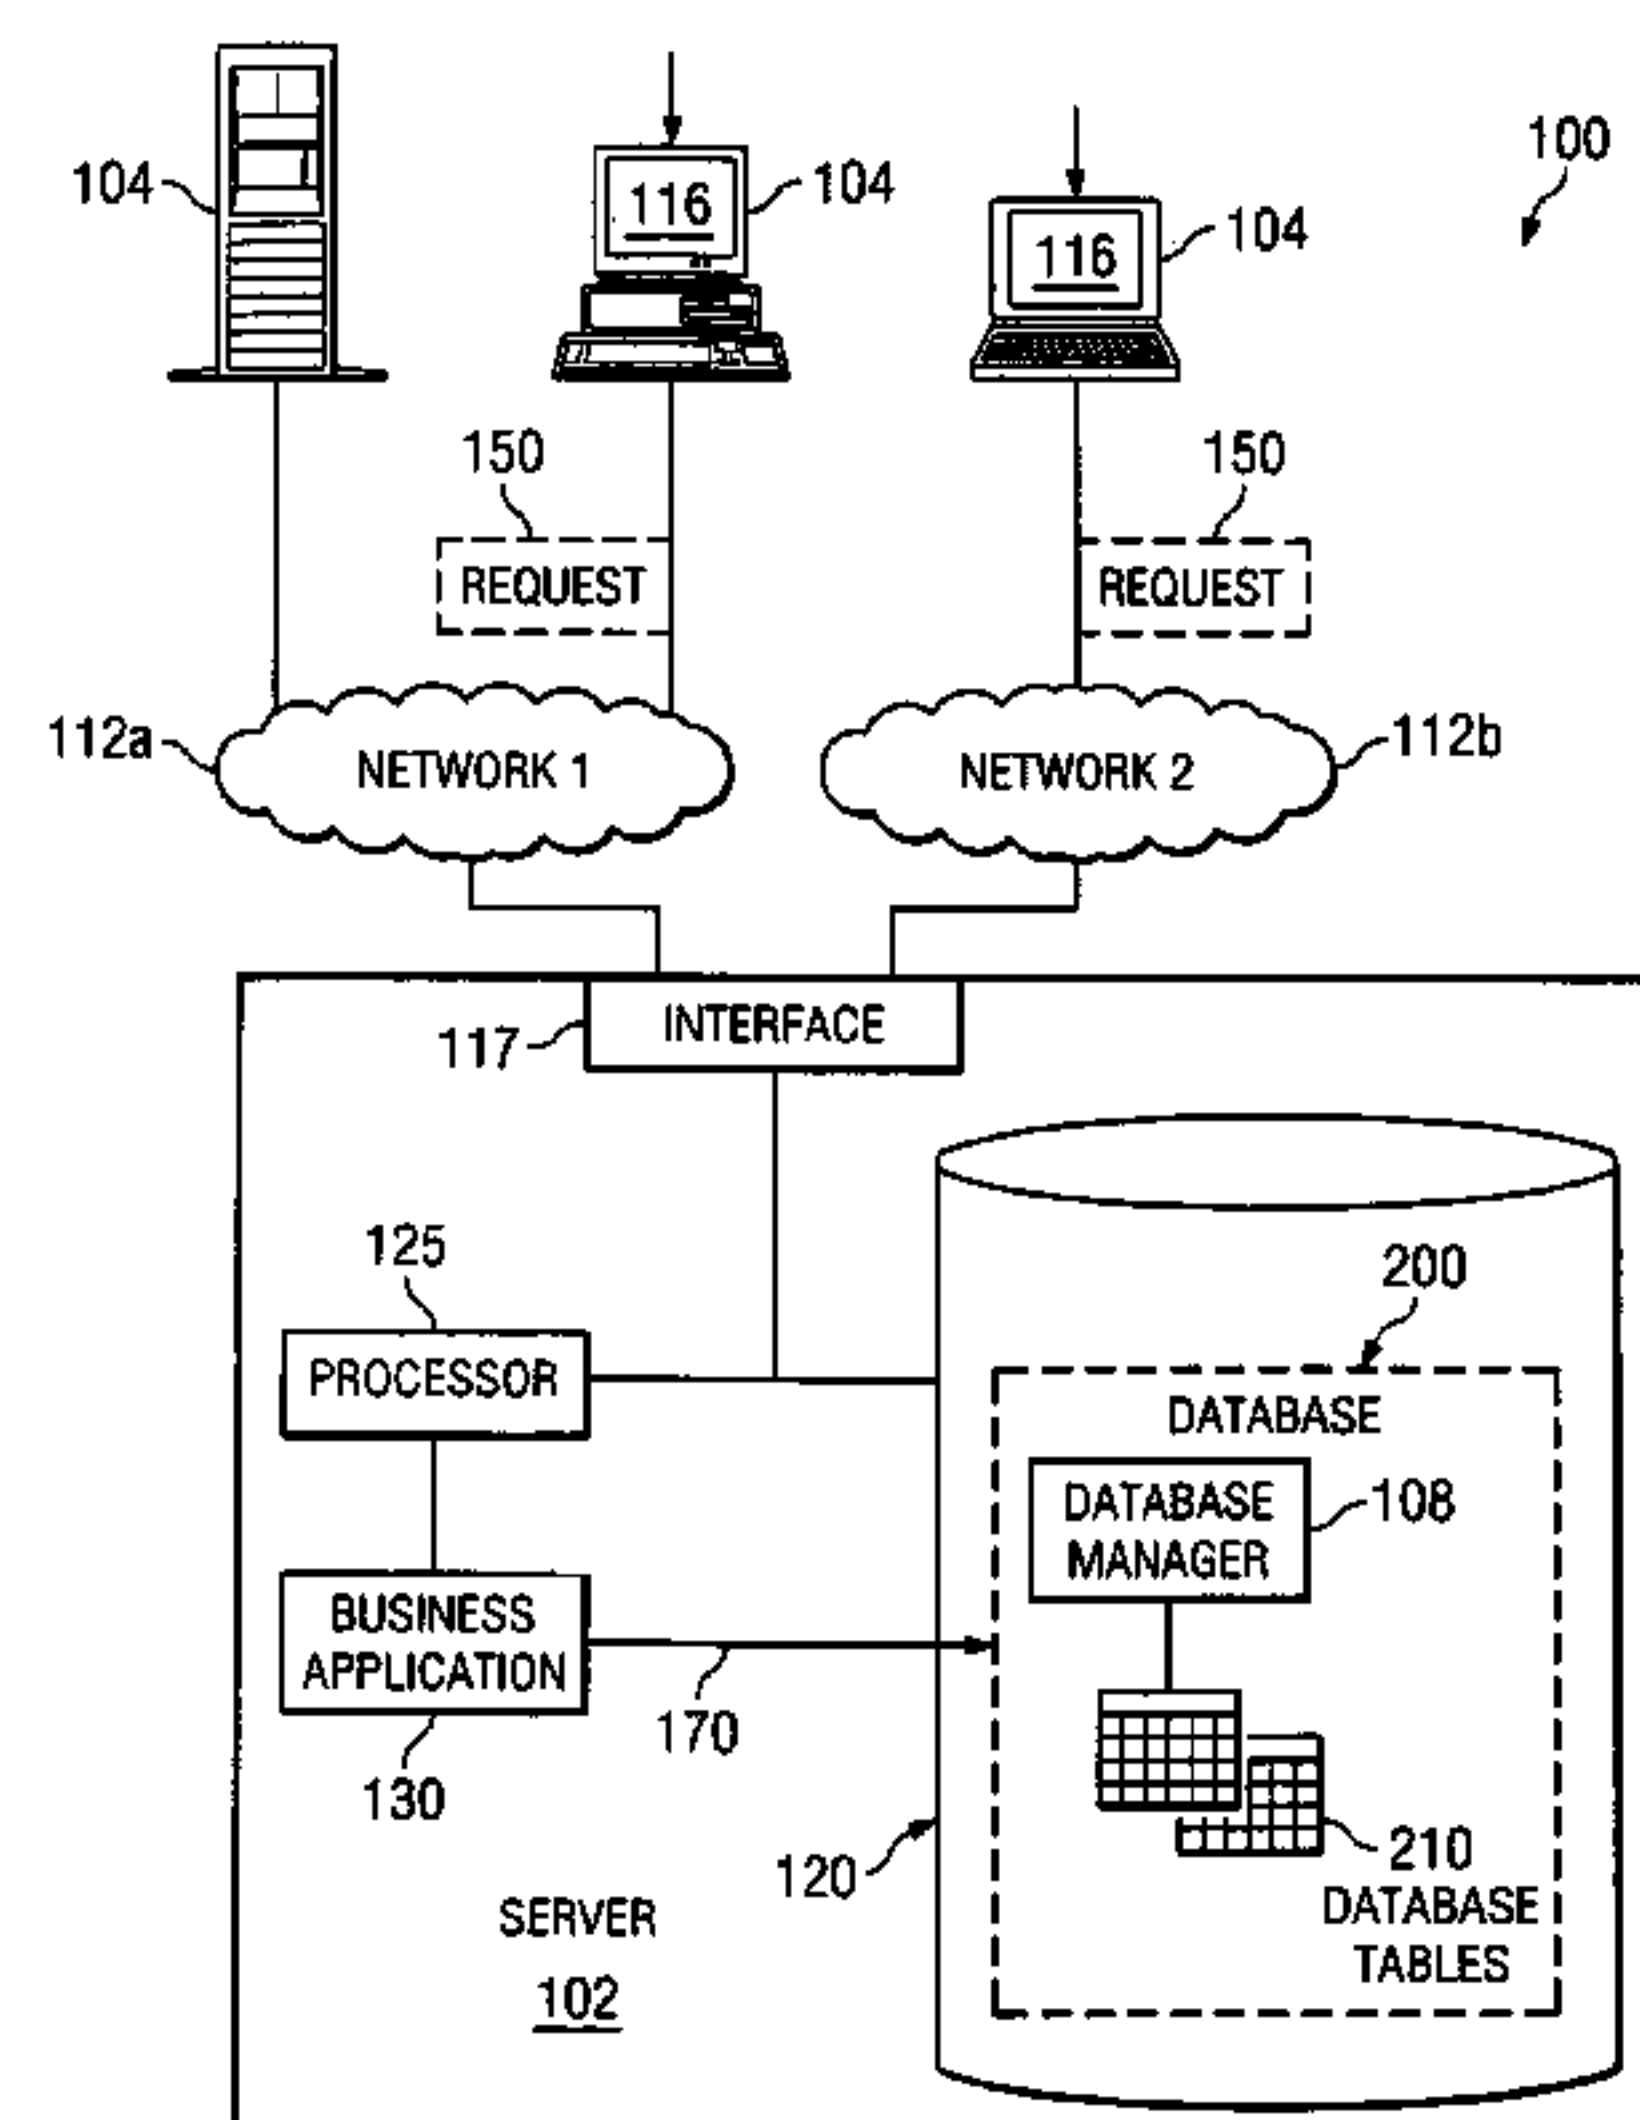 100
104
116
104
116
104
150
150
REQUEST
REQUEST
112a
NETWORK 1
NETWORK 2
112b
INTERFACE
117
125
200
PROCESSOR
DATABASE
DATABASE
MANAGER
108
BUSINESS
APPLICATION
170
130
120
210
DATABASE
TABLES
SERVER
102